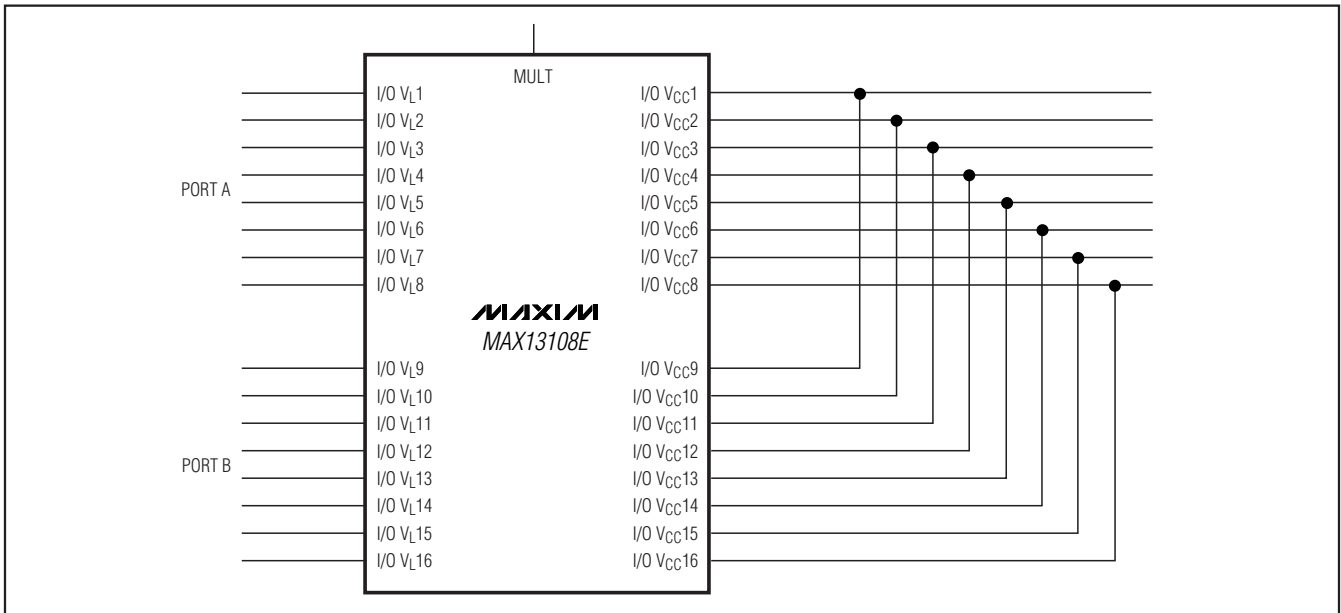 MULT
I/O VL1 I/O VCC1
I/O VL2 I/O VCC2
I/O VL3 I/O VCC3
I/O VL4 I/O VCC4
PORT A
I/O VL5 I/O VCC5
I/O VL6 I/O VCC6
I/O VL7 I/O VCC7
I/O VL8 I/O VCC8
MAXIM
MAX13108E
I/O VL9 I/O VCC9
I/O VL10 I/O VCC10
I/O VL11 I/O VCC11
I/O VL12 I/O VCC12
PORT B
I/O VL13 I/O VCC13
I/O VL14 I/O VCC14
I/O VL15 I/O VCC15
I/O VL16 I/O VCC16